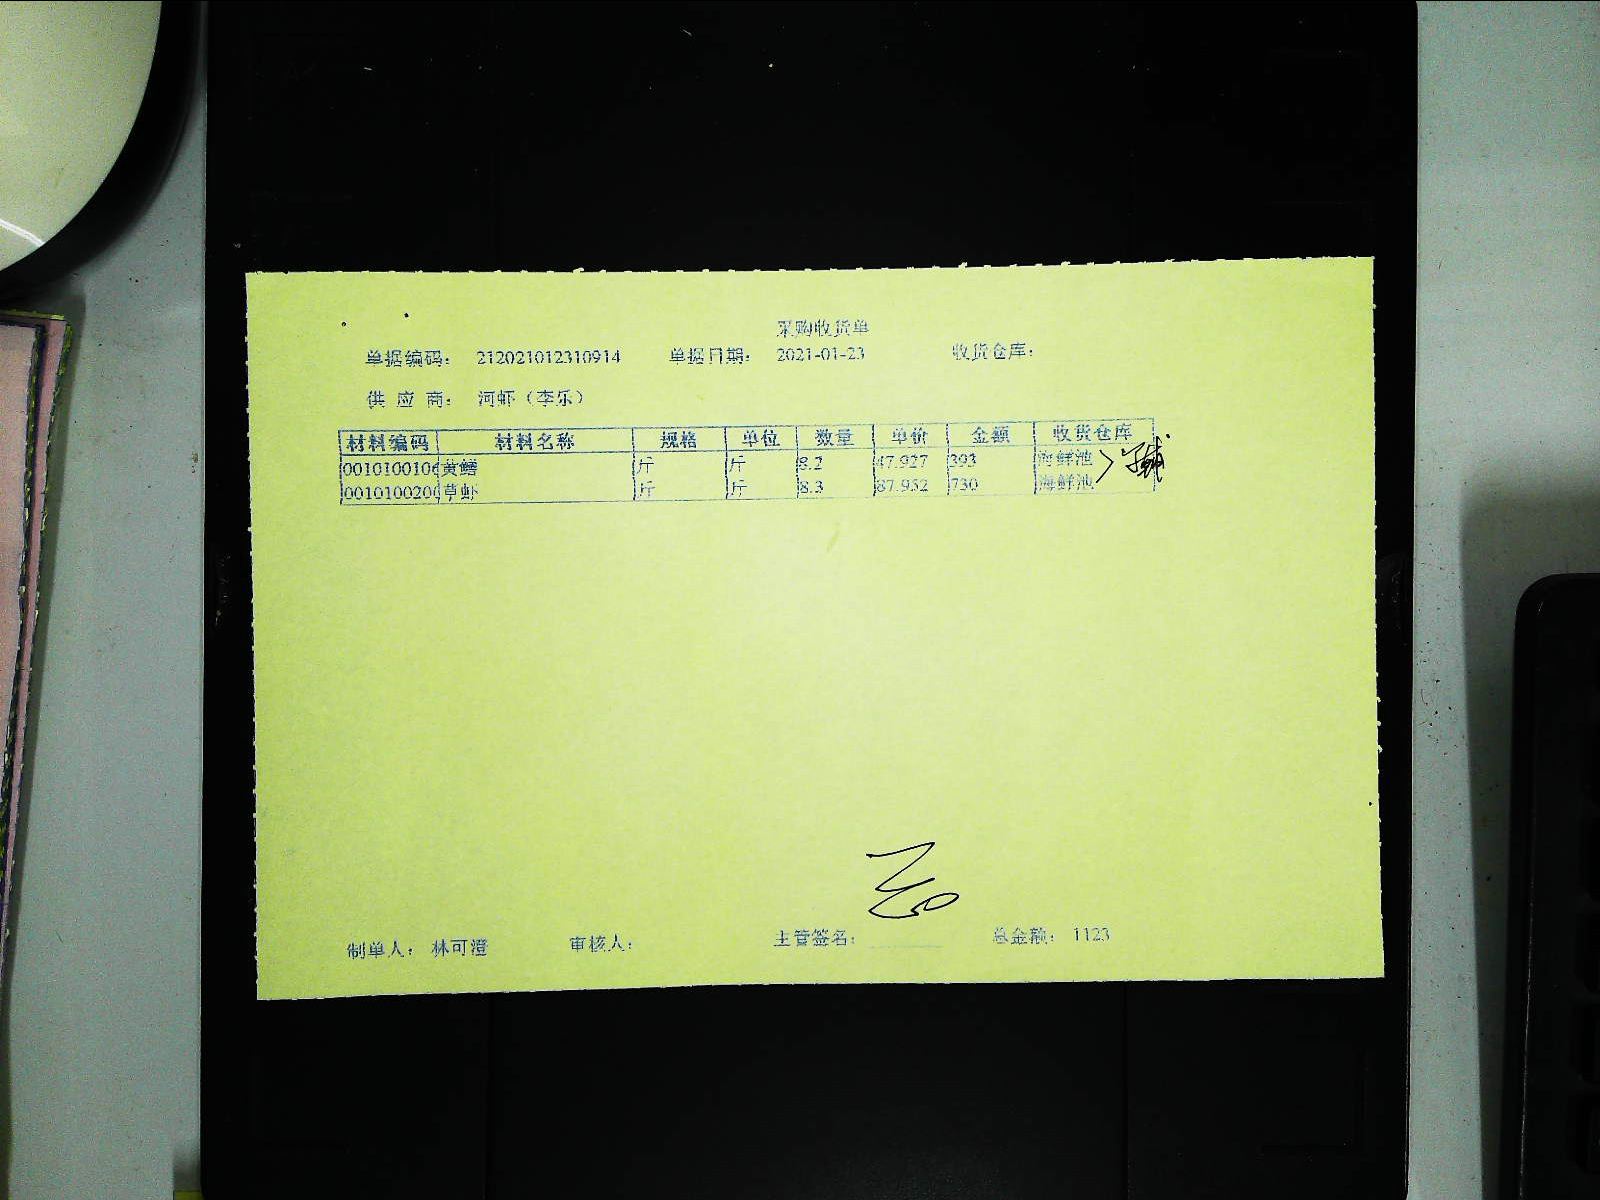 采购收货单
单据编码： 212021012310914 单据日期： 2021-01-23 收货仓库：
供 应 商： 河虾（李乐）
材料编码 材料名称 规格 单位 数量 单价 金额 收货仓库
0010100106 黄鳝 斤 斤 8.2 47.927 393 海鲜池
0010100200 草虾 斤 斤 8.3 87.952 730 海鲜池
制单人： 林可澄 审核人： 主管签名： 总金额： 1123